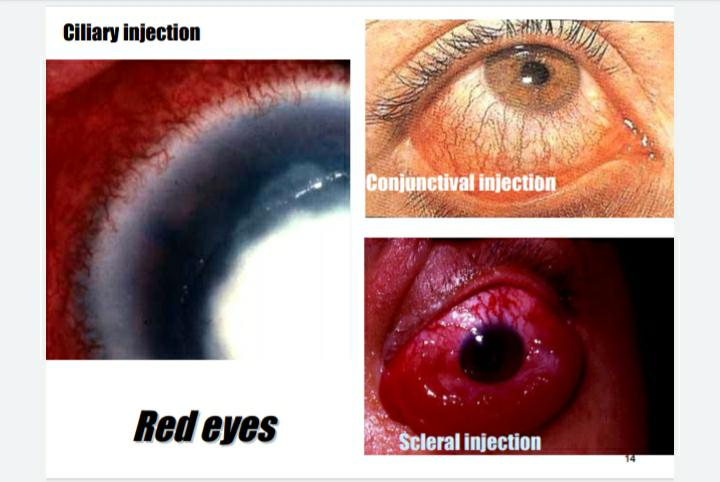 Ciliary injection
Conjunctival injection
Red eyes
Scleral injection
14